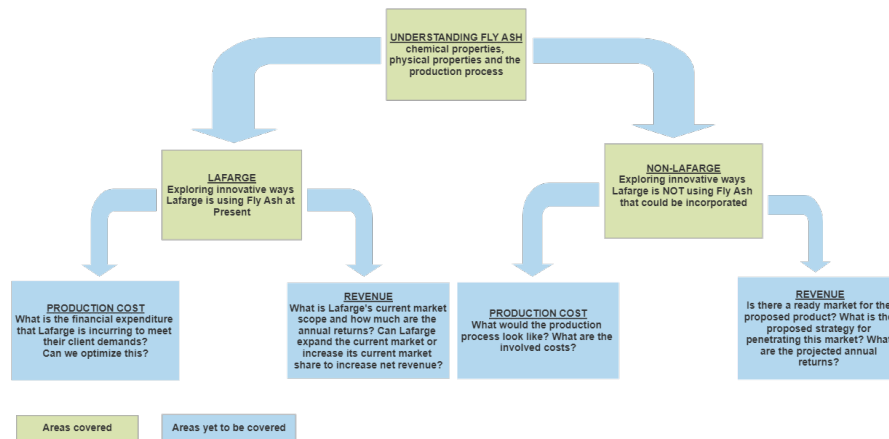 UNDERSTANDING FLY ASH
chemical properties,
physical properties and the
production process
LAFARGE
Exploring innovative ways
Lafarge is using Fly Ash at
Present
NON-LAFARGE
Exploring innovative ways
Lafarge is NOT using Fly Ash
that could be incorporated
PRODUCTION COST
What is the financial expenditure
that Lafarge is incurring to meet
their client demands?
Can we optimize this?
REVENUE
What is Lafarge's current market
scope and how much are the
annual returns? Can Lafarge
expand the current market or
increase its current market
share to increase net revenue?
PRODUCTION COST
What would the production
process look like? What are the
involved costs?
REVENUE
Is there a ready market for the
proposed product? What is the
proposed strategy for
penetrating this market? What
are the projected annual
returns?
Areas covered
Areas yet to be covered